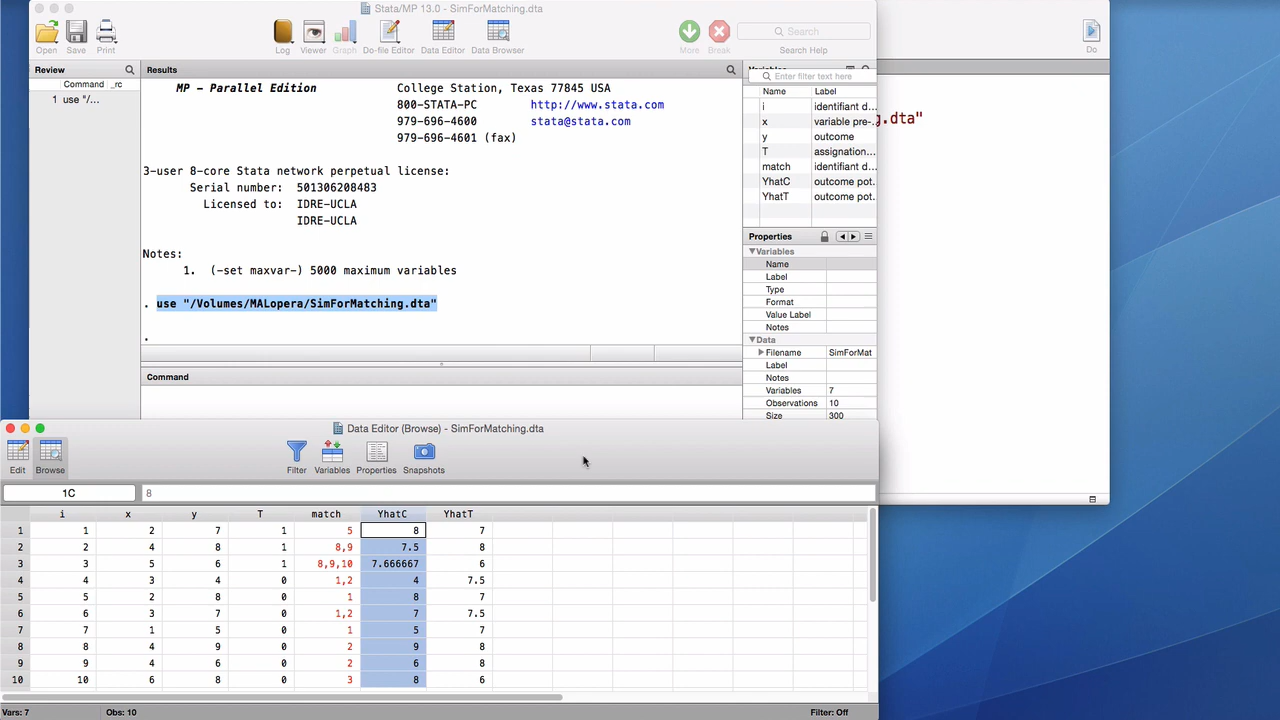 Stata/MP 13.0 - SimForMatching.dta
Open Save Print Log Viewer Graph Do-file Editor Data Editor Data Browser More Break Search Search Help Do
Review Results
Command _rc
1 use "/...
MP - Parallel Edition College Station, Texas 77845 USA
800-STATA-PC http://www.stata.com
979-696-4600 stata@stata.com
979-696-4601 (fax)
3-user 8-core Stata network perpetual license:
Serial number: 501306208483
Licensed to: IDRE-UCLA
IDRE-UCLA
Notes:
1. (-set maxvar-) 5000 maximum variables
. use "/Volumes/MALopera/SimForMatching.dta"
.
Command
Enter filter text here
Name Label
i identifiant d...
x variable pre-...
y outcome
T assignation...
match identifiant d...
YhatC outcome pot...
YhatT outcome pot...
Properties
Variables
Name
Label
Type
Format
Value Label
Notes
Data
Filename SimForMat
Label
Notes
Variables 7
Observations 10
Size 300
g.dta"
Data Editor (Browse) - SimForMatching.dta
Edit Browse Filter Variables Properties Snapshots
1C 8
i x y T match YhatC YhatT
1 1 2 7 1 5 8 7
2 2 4 8 1 8,9 7.5 8
3 3 5 6 1 8,9,10 7.666667 6
4 4 3 4 0 1,2 4 7.5
5 5 2 8 0 1 8 7
6 6 3 7 0 1,2 7 7.5
7 7 1 5 0 1 5 7
8 8 4 9 0 2 9 8
9 9 4 6 0 2 6 8
10 10 6 8 0 3 8 6
Vars: 7 Obs: 10 Filter: Off